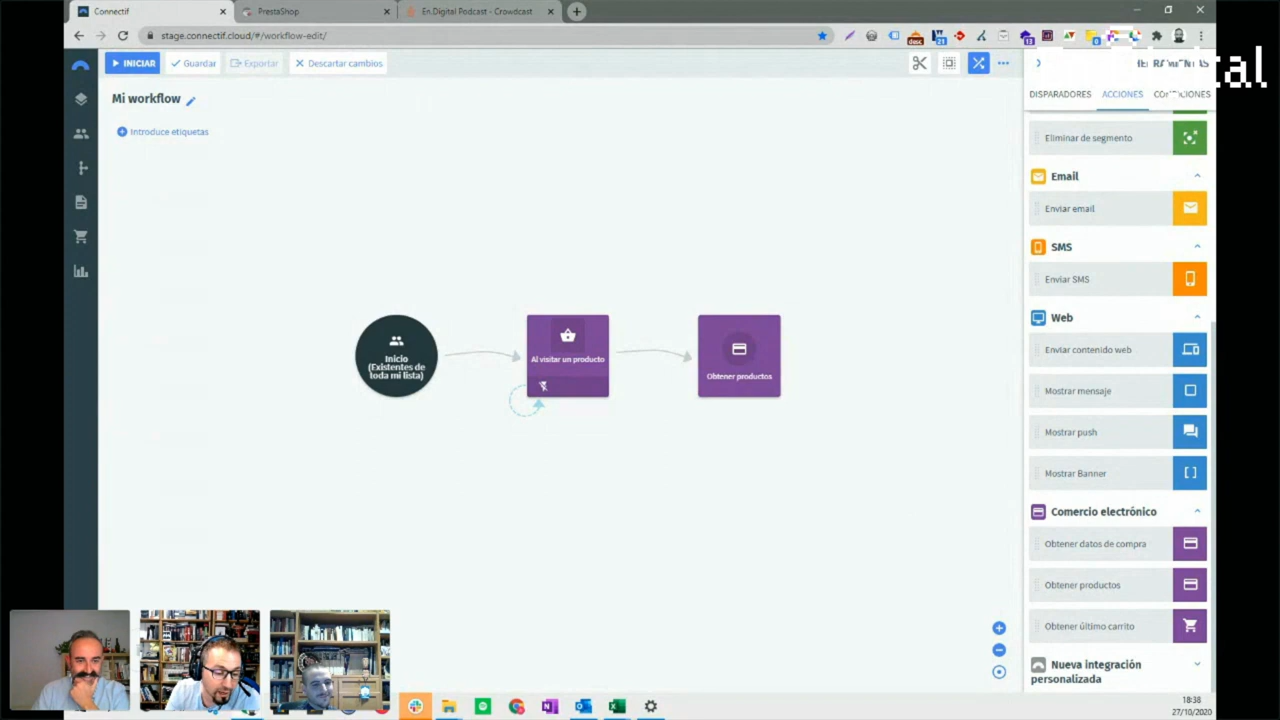 Connectif
PrestaShop
En.Digital Podcast - Crowdcast
stage.connectif.cloud/#/workflow-edit/
INICIAR
Guardar
Exportar
Descartar cambios
Mi workflow
Introduce etiquetas
Inicio
(Existentes de
toda mi lista)
Al visitar un producto
Obtener productos
DISPARADORES
ACCIONES
Eliminar de segmento
Email
Enviar email
SMS
Enviar SMS
Web
Enviar contenido web
Mostrar mensaje
Mostrar push
Mostrar Banner
Comercio electrónico
Obtener datos de compra
Obtener productos
Obtener último carrito
Nueva integración
personalizada
18:38
27/10/2020